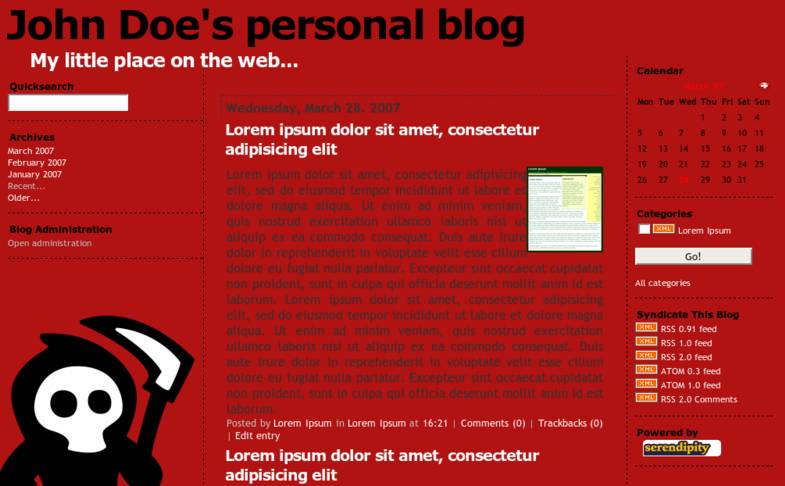 John Doe's personal blog
My little place on the web...
Quicksearch
Archives
March 2007
February 2007
January 2007
Recent...
Older...
Blog Administration
Open administration
Wednesday, March 28. 2007
Lorem ipsum dolor sit amet, consectetur
adipisicing elit
Lorem ipsum dolor sit amet, consectetur adipisicing
elit, sed do eiusmod tempor incididunt ut labore et
dolore magna aliqua. Ut enim ad minim veniam,
quis nostrud exercitation ullamco laboris nisi ut
aliquip ex ea commodo consequat. Duis aute irure
dolor in reprehenderit in voluptate velit esse cillum
dolore eu fugiat nulla pariatur. Excepteur sint occaecat cupidatat
non proident, sunt in culpa qui officia deserunt mollit anim id est
laborum. Lorem ipsum dolor sit amet, consectetur adipisicing
elit, sed do eiusmod tempor incididunt ut labore et dolore magna
aliqua. Ut enim ad minim veniam, quis nostrud exercitation
ullamco laboris nisi ut aliquip ex ea commodo consequat. Duis
aute irure dolor in reprehenderit in voluptate velit esse cillum
dolore eu fugiat nulla pariatur. Excepteur sint occaecat cupidatat
non proident, sunt in culpa qui officia deserunt mollit anim id est
laborum.
Posted by Lorem Ipsum in Lorem Ipsum at 16:21 | Comments (0) | Trackbacks (0)
| Edit entry
Lorem ipsum dolor sit amet, consectetur
adipisicing elit
Calendar
March '07
Mon Tue Wed Thu Fri Sat Sun
1 2 3 4
5 6 7 8 9 10 11
12 13 14 15 16 17 18
19 20 21 22 23 24 25
26 27 28 29 30 31
Categories
XML Lorem Ipsum
Go!
All categories
Syndicate This Blog
XML RSS 0.91 feed
XML RSS 1.0 feed
XML RSS 2.0 feed
XML ATOM 0.3 feed
XML ATOM 1.0 feed
XML RSS 2.0 Comments
Powered by
serendipity